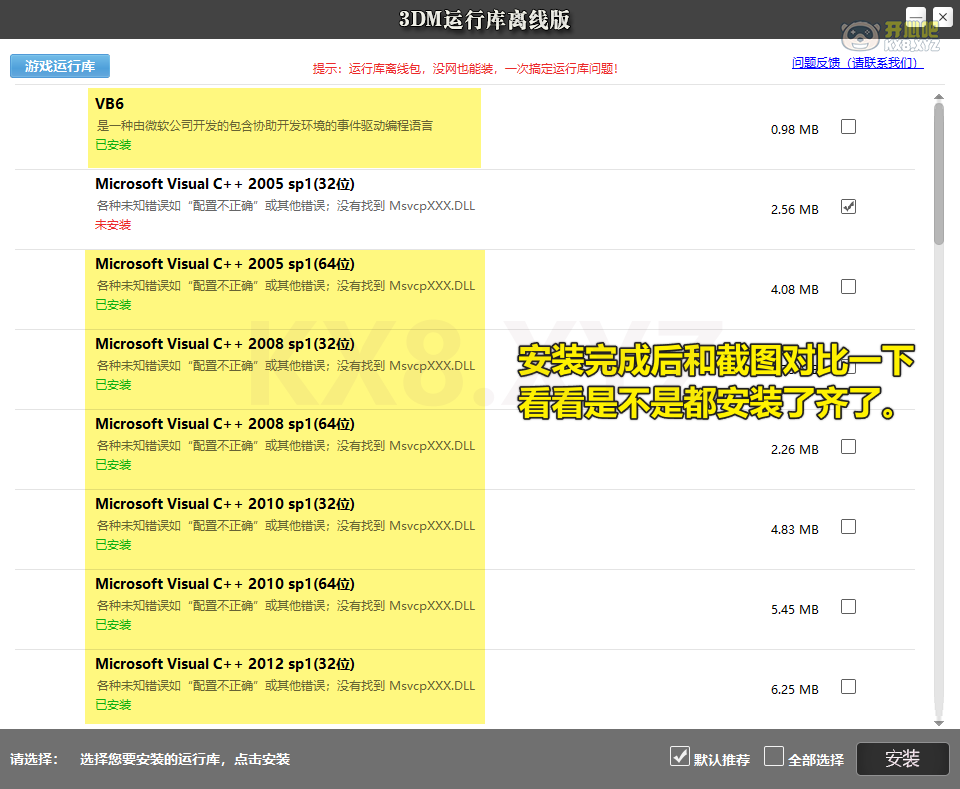 3DM运行库离线版
开心吧
KX8.XYZ
游戏运行库
提示：运行库离线包，没网也能装，一次搞定运行库问题！
问题反馈（请联系我们）
VB6
是一种由微软公司开发的包含协助开发环境的事件驱动编程语言
已安装
0.98 MB
Microsoft Visual C++ 2005 sp1(32位)
各种未知错误如“配置不正确”或其他错误；没有找到 MsvcpXXX.DLL
未安装
2.56 MB
Microsoft Visual C++ 2005 sp1(64位)
各种未知错误如“配置不正确”或其他错误；没有找到 MsvcpXXX.DLL
已安装
4.08 MB
Microsoft Visual C++ 2008 sp1(32位)
各种未知错误如“配置不正确”或其他错误；没有找到 MsvcpXXX.DLL
已安装
KX8.XYZ
安装完成后和截图对比一下
看看是不是都安装了齐了。
Microsoft Visual C++ 2008 sp1(64位)
各种未知错误如“配置不正确”或其他错误；没有找到 MsvcpXXX.DLL
已安装
2.26 MB
Microsoft Visual C++ 2010 sp1(32位)
各种未知错误如“配置不正确”或其他错误；没有找到 MsvcpXXX.DLL
已安装
4.83 MB
Microsoft Visual C++ 2010 sp1(64位)
各种未知错误如“配置不正确”或其他错误；没有找到 MsvcpXXX.DLL
已安装
5.45 MB
Microsoft Visual C++ 2012 sp1(32位)
各种未知错误如“配置不正确”或其他错误；没有找到 MsvcpXXX.DLL
已安装
6.25 MB
请选择： 选择您要安装的运行库，点击安装
默认推荐
全部选择
安装